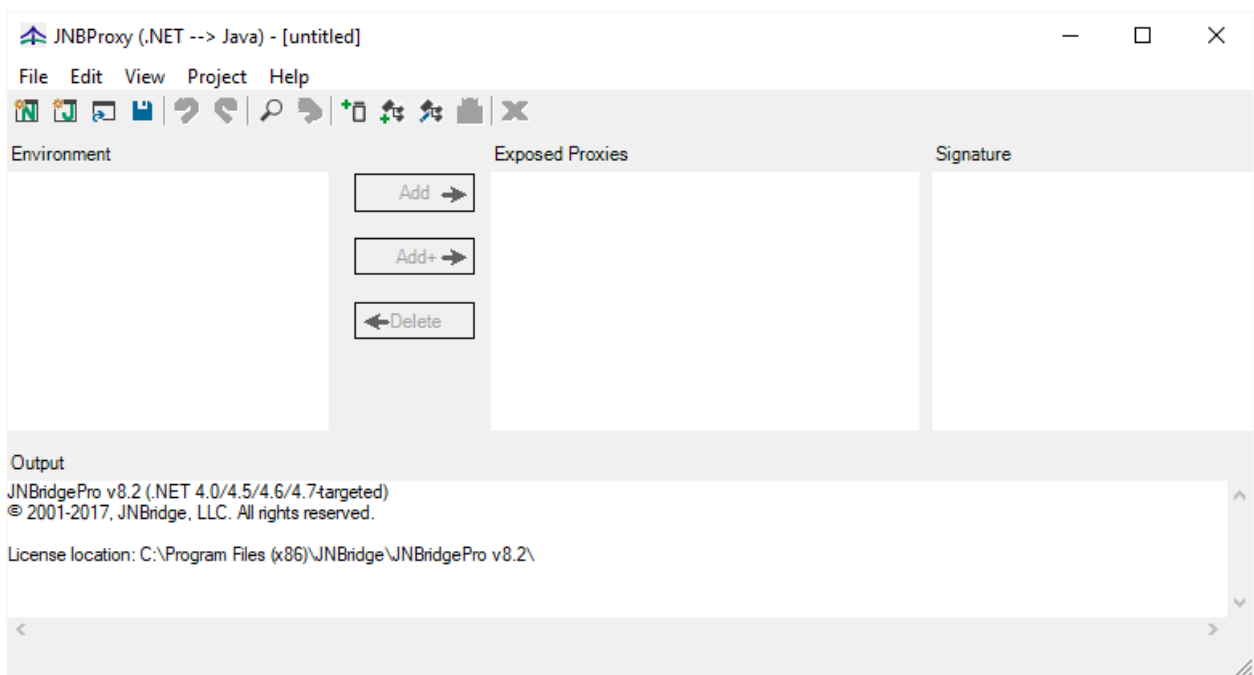 JNBProxy (.NET --> Java) - [untitled]
File Edit View Project Help
Environment
Exposed Proxies
Signature
Add
Add+
Delete
Output
JNBridgePro v8.2 (.NET 4.0/4.5/4.6/4.7-targeted)
© 2001-2017, JNBridge, LLC. All rights reserved.
License location: C:\Program Files (x86)\JNBridge\JNBridgePro v8.2\